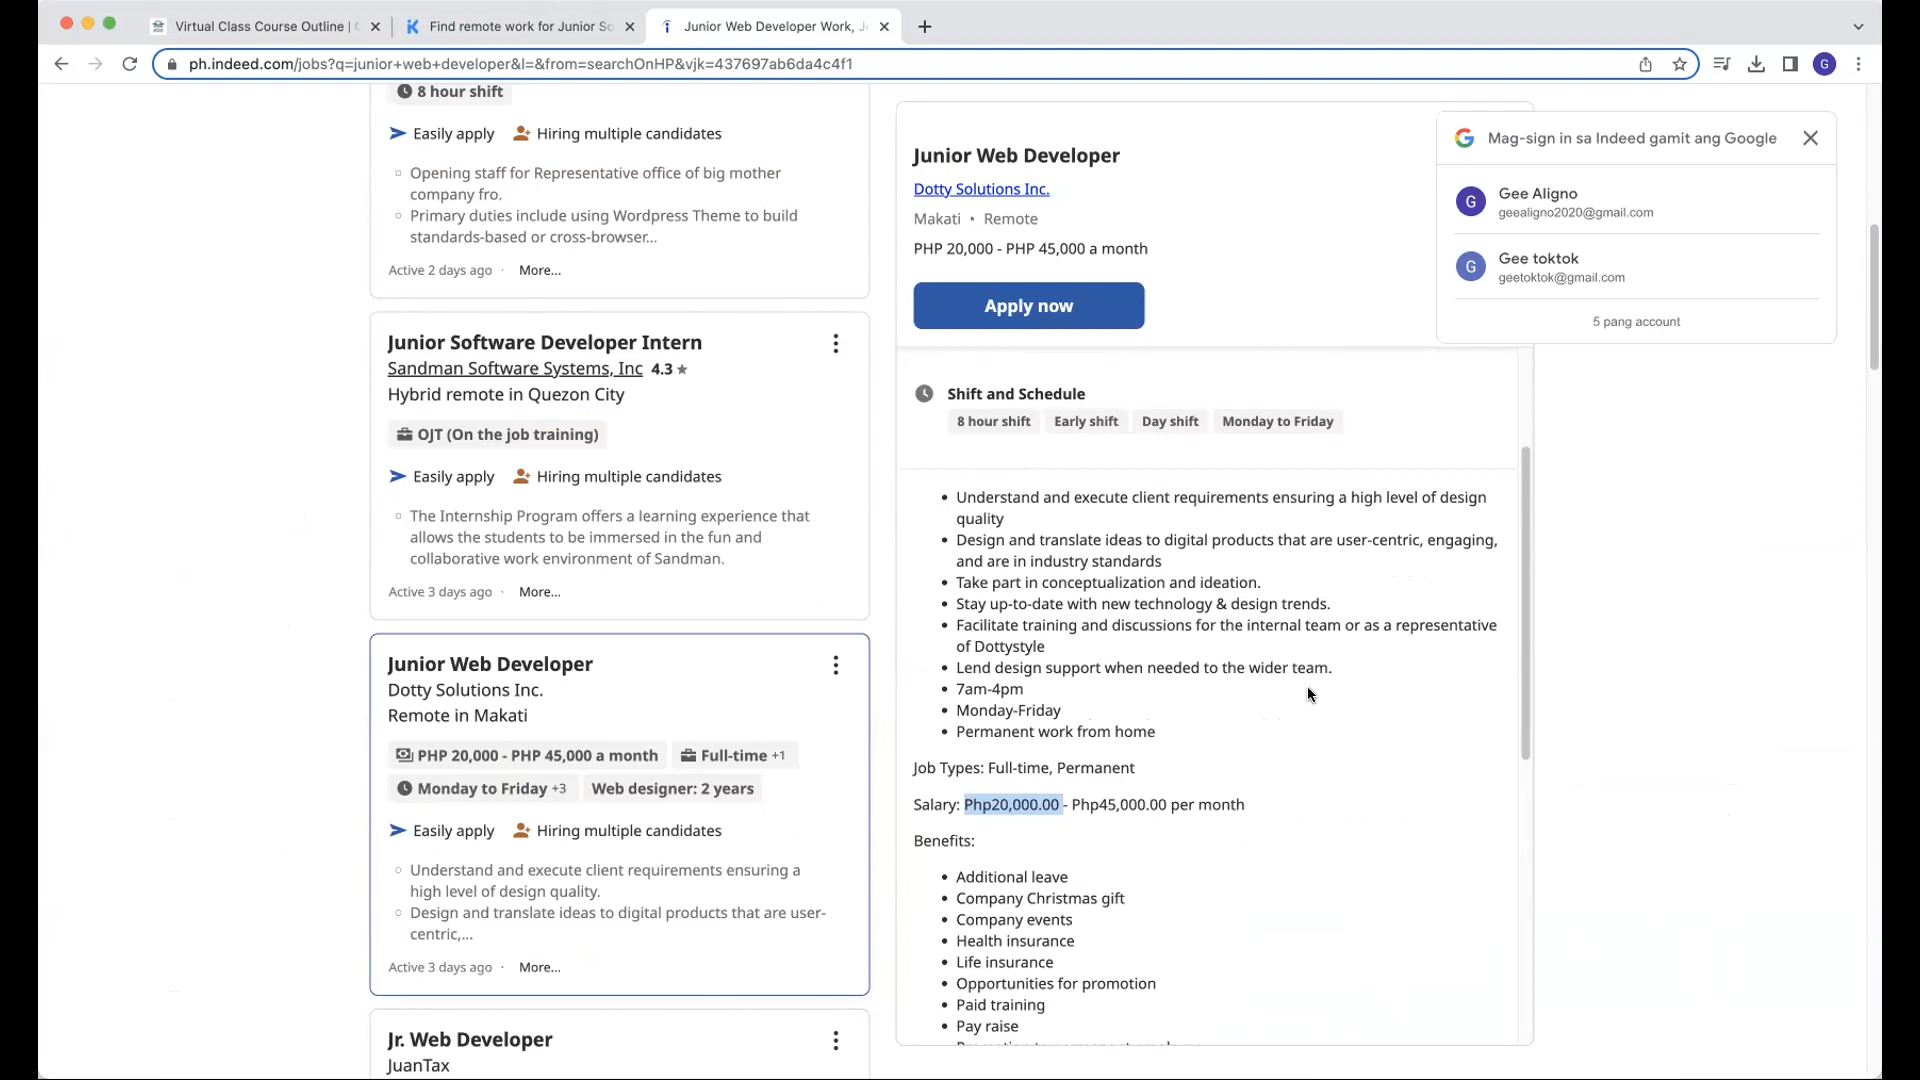 Virtual Class Course Outline |
Find remote work for Junior So
Junior Web Developer Work, J
ph.indeed.com/jobs?q=junior+web+developer&l=&from=searchOnHP&vjk=437697ab6da4c4f1
G
8 hour shift
Easily apply Hiring multiple candidates
Opening staff for Representative office of big mother
company fro.
Primary duties include using Wordpress Theme to build
standards-based or cross-browser...
Active 2 days ago · More...
Junior Software Developer Intern
Sandman Software Systems, Inc 4.3
Hybrid remote in Quezon City
OJT (On the job training)
Easily apply Hiring multiple candidates
The Internship Program offers a learning experience that
allows the students to be immersed in the fun and
collaborative work environment of Sandman.
Active 3 days ago · More...
Junior Web Developer
Dotty Solutions Inc.
Remote in Makati
PHP 20,000 - PHP 45,000 a month Full-time +1
Monday to Friday +3 Web designer: 2 years
Easily apply Hiring multiple candidates
Understand and execute client requirements ensuring a
high level of design quality.
Design and translate ideas to digital products that are user-
centric,...
Active 3 days ago · More...
Jr. Web Developer
JuanTax
Junior Web Developer
Dotty Solutions Inc.
Makati • Remote
PHP 20,000 - PHP 45,000 a month
Apply now
Shift and Schedule
8 hour shift Early shift Day shift Monday to Friday
Understand and execute client requirements ensuring a high level of design
quality
Design and translate ideas to digital products that are user-centric, engaging,
and are in industry standards
Take part in conceptualization and ideation.
Stay up-to-date with new technology & design trends.
Facilitate training and discussions for the internal team or as a representative
of Dottystyle
Lend design support when needed to the wider team.
7am-4pm
Monday-Friday
Permanent work from home
Job Types: Full-time, Permanent
Salary: Php20,000.00 - Php45,000.00 per month
Benefits:
Additional leave
Company Christmas gift
Company events
Health insurance
Life insurance
Opportunities for promotion
Paid training
Pay raise
Mag-sign in sa Indeed gamit ang Google
G
Gee Aligno
geealigno2020@gmail.com
G
Gee toktok
geetoktok@gmail.com
5 pang account